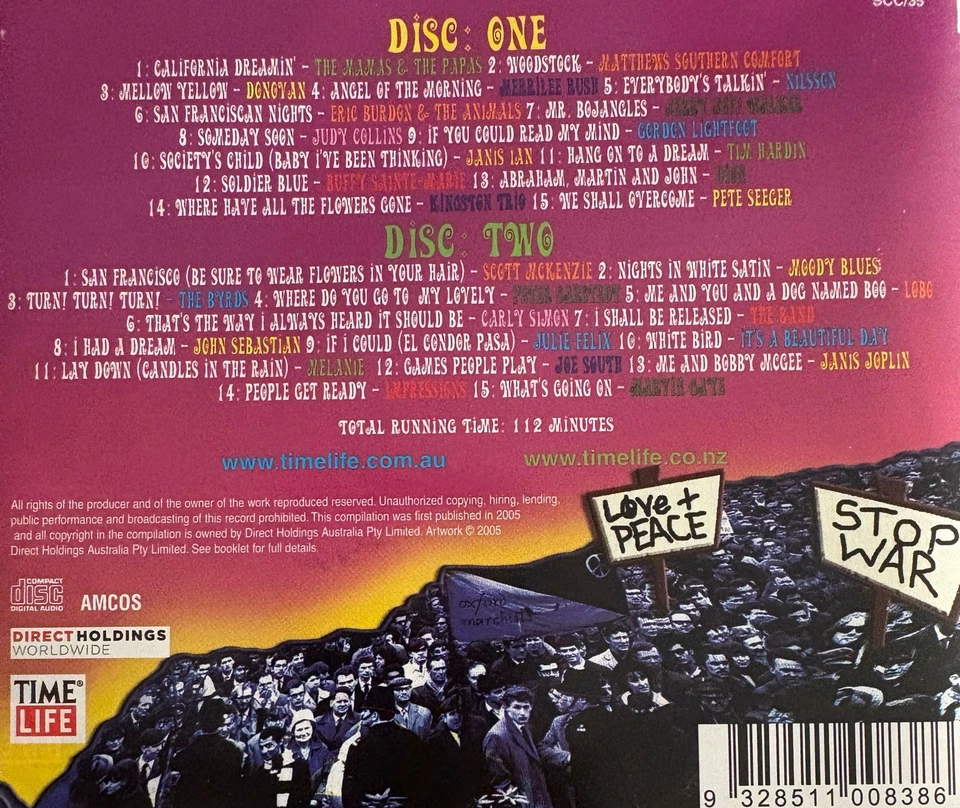 SCC/35
DISC: ONE
1: CALIFORNIA DREAMIN' - THE MAMAS & THE PAPAS 2: WOODSTOCK - MATTHEWS SOUTHERN COMFORT
3: MELLOW YELLOW - DONOVAN 4: ANGEL OF THE MORNING - MERRILEE RUSH 5: EVERYBODY'S TALKIN' - NILSSON
6: SAN FRANCISCAN NIGHTS - ERIC BURDON & THE ANIMALS 7: MR. BOJANGLES - JERRY JEFF WALKER
8: SOMEDAY SOON - JUDY COLLINS 9: IF YOU COULD READ MY MIND - GORDON LIGHTFOOT
10: SOCIETY'S CHILD (BABY I'VE BEEN THINKING) - JANIS IAN 11: HANG ON TO A DREAM - TIM HARDIN
12: SOLDIER BLUE - BUFFY SAINTE-MARIE 13: ABRAHAM, MARTIN AND JOHN - DION
14: WHERE HAVE ALL THE FLOWERS GONE - KINGSTON TRIO 15: WE SHALL OVERCOME - PETE SEEGER
DISC: TWO
1: SAN FRANCISCO (BE SURE TO WEAR FLOWERS IN YOUR HAIR) - SCOTT MCKENZIE 2: NIGHTS IN WHITE SATIN - MOODY BLUES
3: TURN! TURN! TURN! - THE BYRDS 4: WHERE DO YOU GO TO MY LOVELY - PETER SARSTEDT 5: ME AND YOU AND A DOG NAMED BOO - LOBO
6: THAT'S THE WAY I ALWAYS HEARD IT SHOULD BE - CARLY SIMON 7: I SHALL BE RELEASED - THE BAND
8: I HAD A DREAM - JOHN SEBASTIAN 9: IF I COULD (EL CONDOR PASA) - JULIE FELIX 10: WHITE BIRD - IT'S A BEAUTIFUL DAY
11: LAY DOWN (CANDLES IN THE RAIN) - MELANIE 12: GAMES PEOPLE PLAY - JOE SOUTH 13: ME AND BOBBY MCGEE - JANIS JOPLIN
14: PEOPLE GET READY - IMPRESSIONS 15: WHAT'S GOING ON - MARVIN GAYE
TOTAL RUNNING TIME: 112 MINUTES
www.timelife.com.au www.timelife.co.nz
All rights of the producer and of the owner of the work reproduced reserved. Unauthorized copying, hiring, lending,
public performance and broadcasting of this record prohibited. This compilation was first published in 2005
and all copyright in the compilation is owned by Direct Holdings Australia Pty Limited. Artwork © 2005
Direct Holdings Australia Pty Limited. See booklet for full details.
LOVE +
PEACE
STOP
WAR
oxford
marchists
COMPACT
disc
DIGITAL AUDIO
AMCOS
DIRECT HOLDINGS
WORLDWIDE
TIME®
LIFE
9 328511 008386